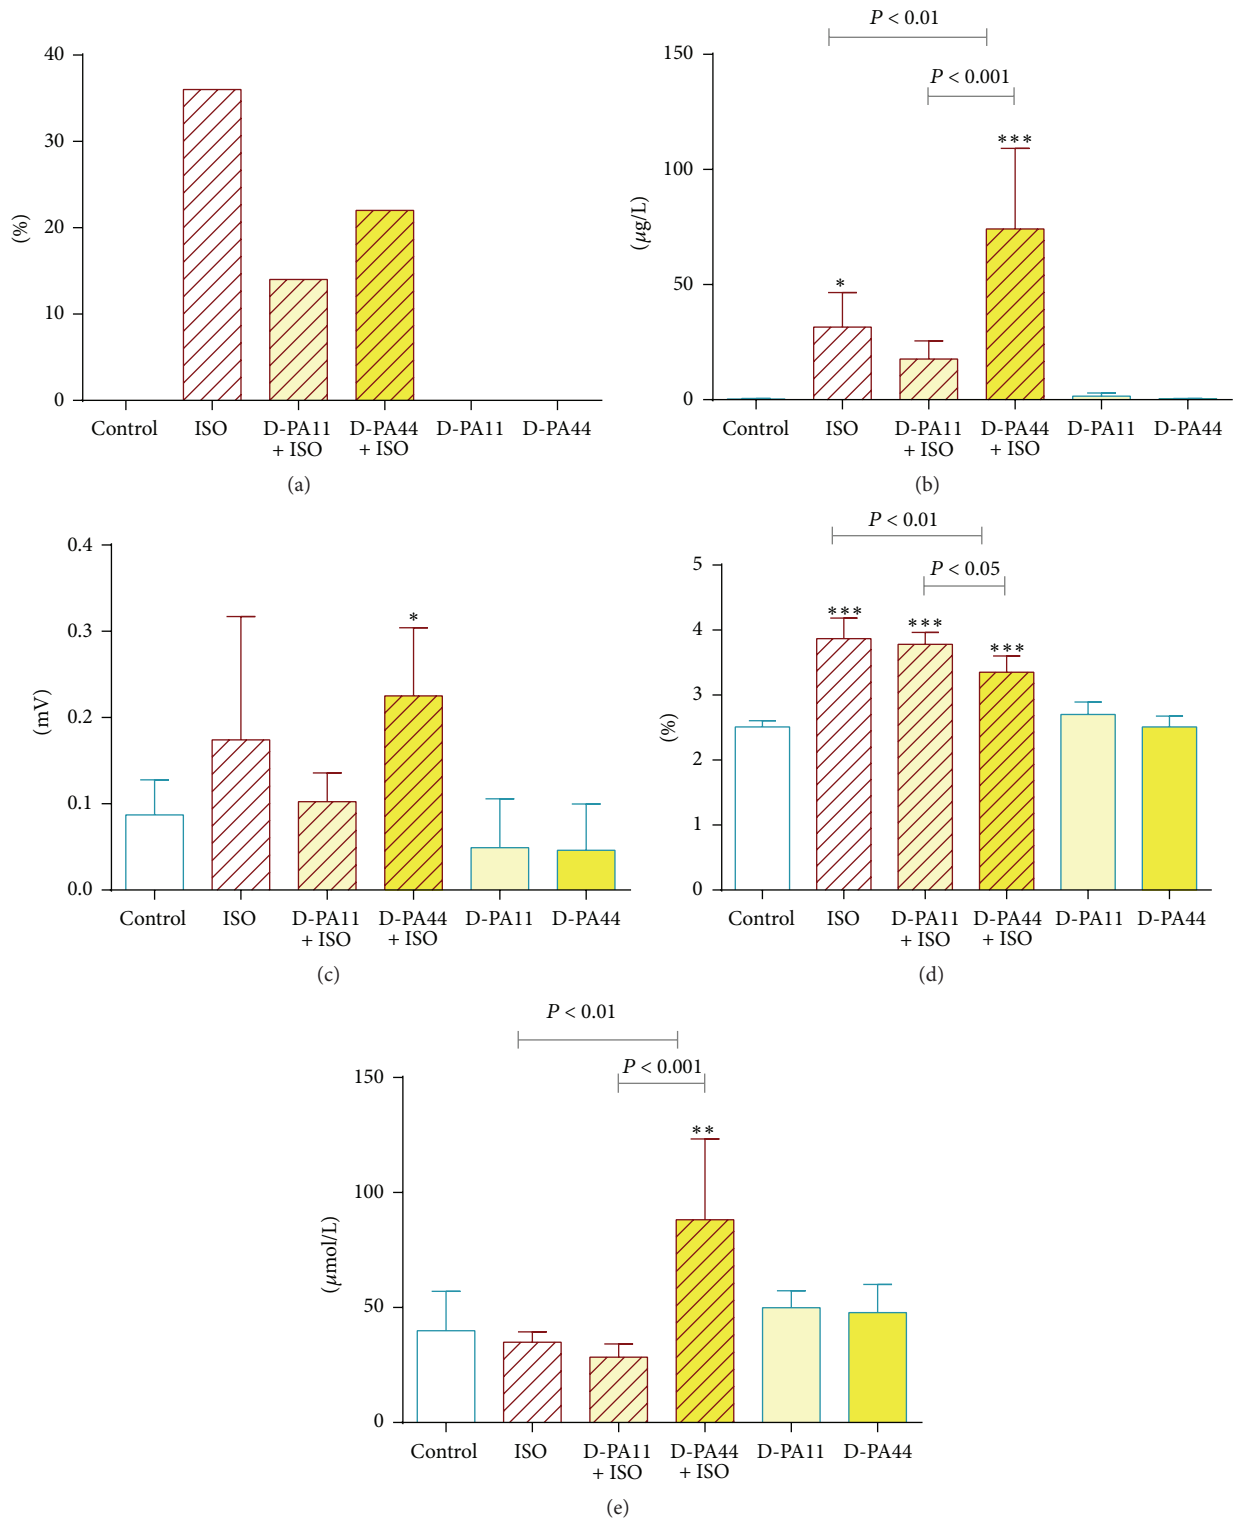 40
30
20
10
0
(%)
Control ISO D-PA11 D-PA44 D-PA11 D-PA44
+ ISO + ISO
(a)
P < 0.01
P < 0.001
150
100
50
0
(µg/L)
*
***
Control ISO D-PA11 D-PA44 D-PA11 D-PA44
+ ISO + ISO
(b)
0.4
0.3
0.2
0.1
0.0
(mV)
*
Control ISO D-PA11 D-PA44 D-PA11 D-PA44
+ ISO + ISO
(c)
P < 0.01
P < 0.05
5
4
3
2
1
0
(%)
***
***
***
Control ISO D-PA11 D-PA44 D-PA11 D-PA44
+ ISO + ISO
(d)
P < 0.01
P < 0.001
150
100
50
0
(µmol/L)
**
Control ISO D-PA11 D-PA44 D-PA11 D-PA44
+ ISO + ISO
(e)